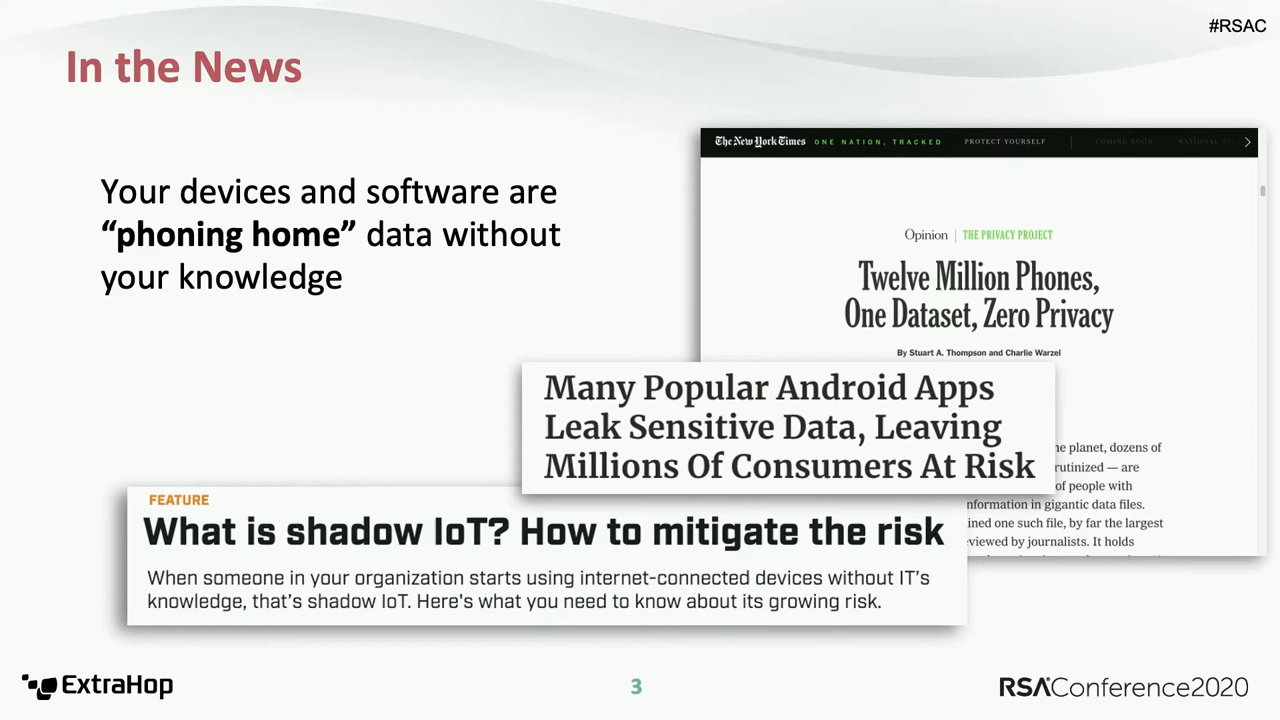 #RSAC
In the News
Your devices and software are
“phoning home” data without
your knowledge
The New York Times ONE NATION, TRACKED PROTECT YOURSELF COMING SOON
Opinion | THE PRIVACY PROJECT
Twelve Million Phones,
One Dataset, Zero Privacy
By Stuart A. Thompson and Charlie Warzel
Many Popular Android Apps
Leak Sensitive Data, Leaving
Millions Of Consumers At Risk
planet, dozens of
— are
of people with
in gigantic data files.
one such file, by far the largest
by journalists. It holds
FEATURE
What is shadow IoT? How to mitigate the risk
When someone in your organization starts using internet-connected devices without IT’s
knowledge, that’s shadow IoT. Here's what you need to know about its growing risk.
ExtraHop
3
RSAConference2020